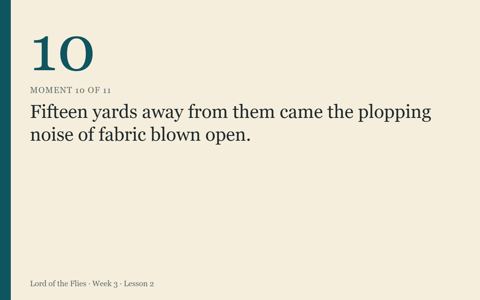 10
MOMENT 10 OF 11
Fifteen yards away from them came the plopping
noise of fabric blown open.
Lord of the Flies · Week 3 · Lesson 2